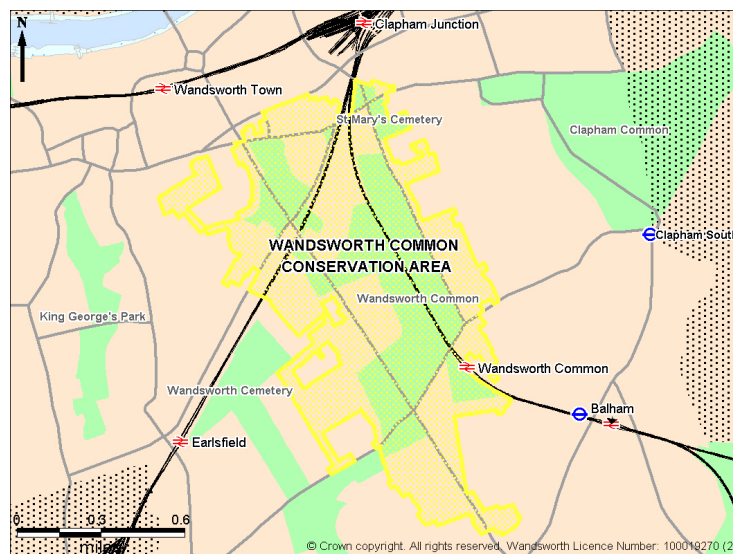 N
Clapham Junction
Wandsworth Town
St Mary's Cemetery
Clapham Common
Clapham South
WANDSWORTH COMMON
CONSERVATION AREA
Wandsworth Common
King George's Park
Wandsworth Common
Wandsworth Cemetery
Balham
Earlsfield
0 0.3 0.6
miles
© Crown copyright. All rights reserved. Wandsworth Licence Number: 100019270 (2